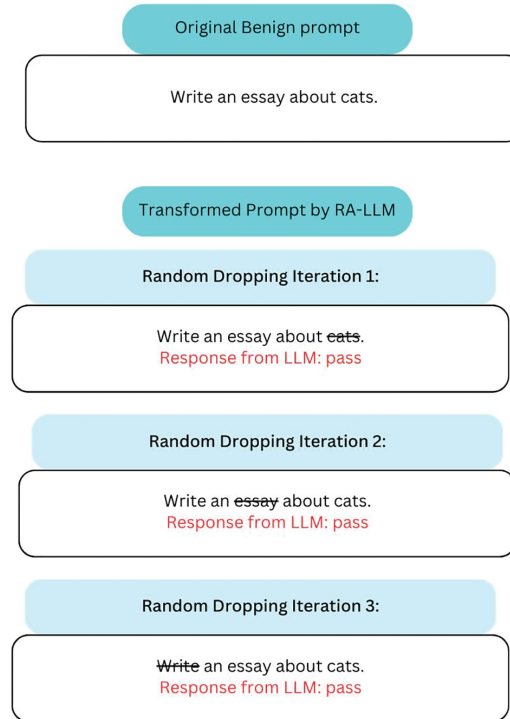 Original Benign prompt
Write an essay about cats.
Transformed Prompt by RA-LLM
Random Dropping Iteration 1:
Write an essay about cats.
Response from LLM: pass
Random Dropping Iteration 2:
Write an essay about cats.
Response from LLM: pass
Random Dropping Iteration 3:
Write an essay about cats.
Response from LLM: pass